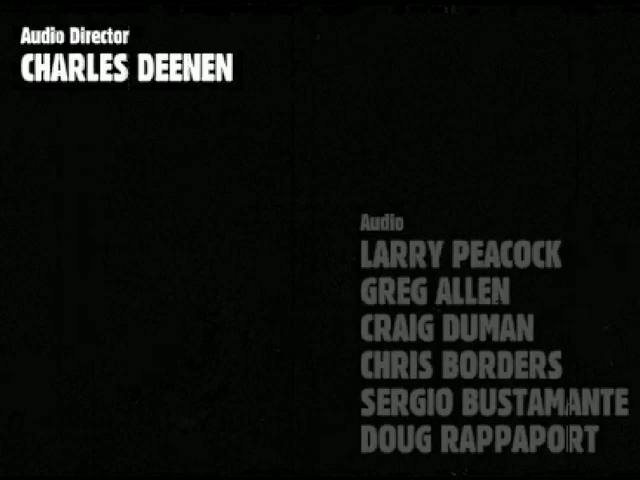 Audio Director
CHARLES DEENEN
Audio
LARRY PEACOCK
GREG ALLEN
CRAIG DUMAN
CHRIS BORDERS
SERGIO BUSTAMANTE
DOUG RAPPAPORT